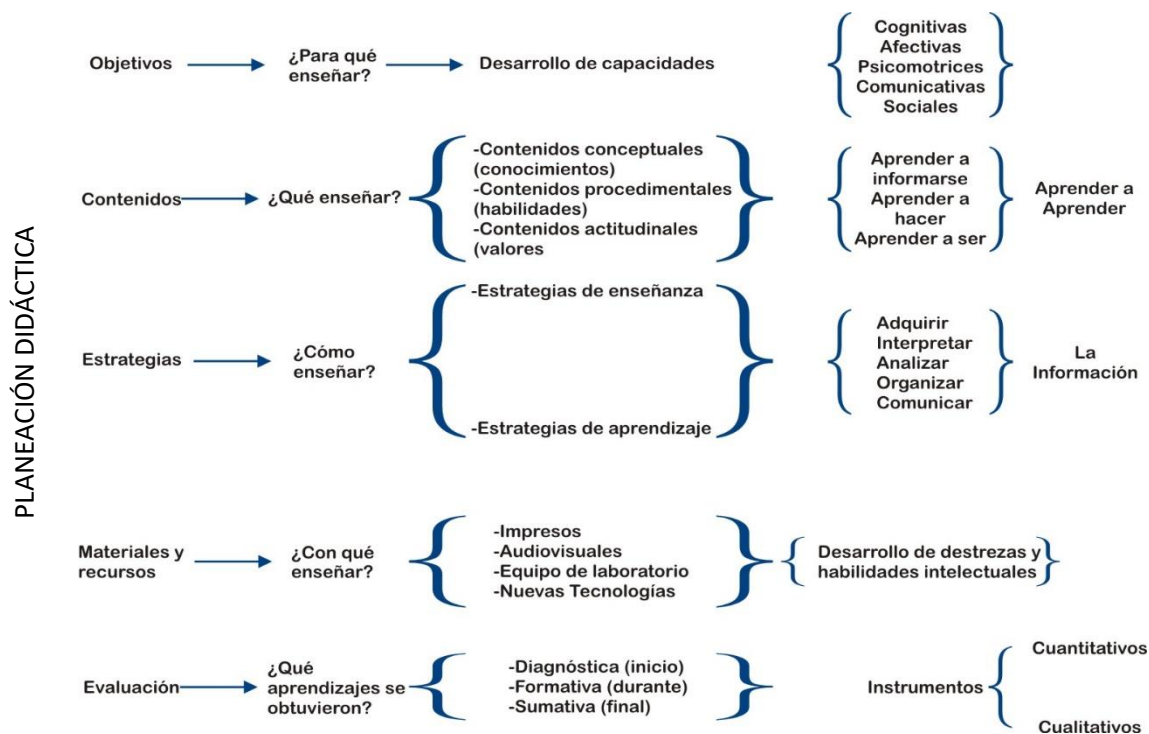 PLANEACIÓN DIDÁCTICA
Objetivos
¿Para qué
enseñar?
Desarrollo de capacidades
Cognitivas
Afectivas
Psicomotrices
Comunicativas
Sociales
Contenidos
¿Qué enseñar?
-Contenidos conceptuales
(conocimientos)
-Contenidos procedimentales
(habilidades)
-Contenidos actitudinales
(valores
Aprender a
informarse
Aprender a
hacer
Aprender a ser
Aprender a
Aprender
Estrategias
¿Cómo
enseñar?
-Estrategias de enseñanza
-Estrategias de aprendizaje
Adquirir
Interpretar
Analizar
Organizar
Comunicar
La
Información
Materiales y
recursos
¿Con qué
enseñar?
-Impresos
-Audiovisuales
-Equipo de laboratorio
-Nuevas Tecnologías
Desarrollo de destrezas y
habilidades intelectuales
Evaluación
¿Qué
aprendizajes se
obtuvieron?
-Diagnóstica (inicio)
-Formativa (durante)
-Sumativa (final)
Instrumentos
Cuantitativos
Cualitativos